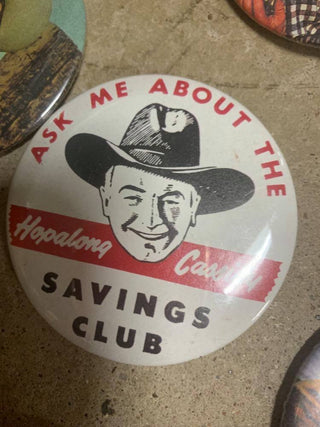 ASK ME ABOUT THE
Hopalong Cassidy
SAVINGS
CLUB